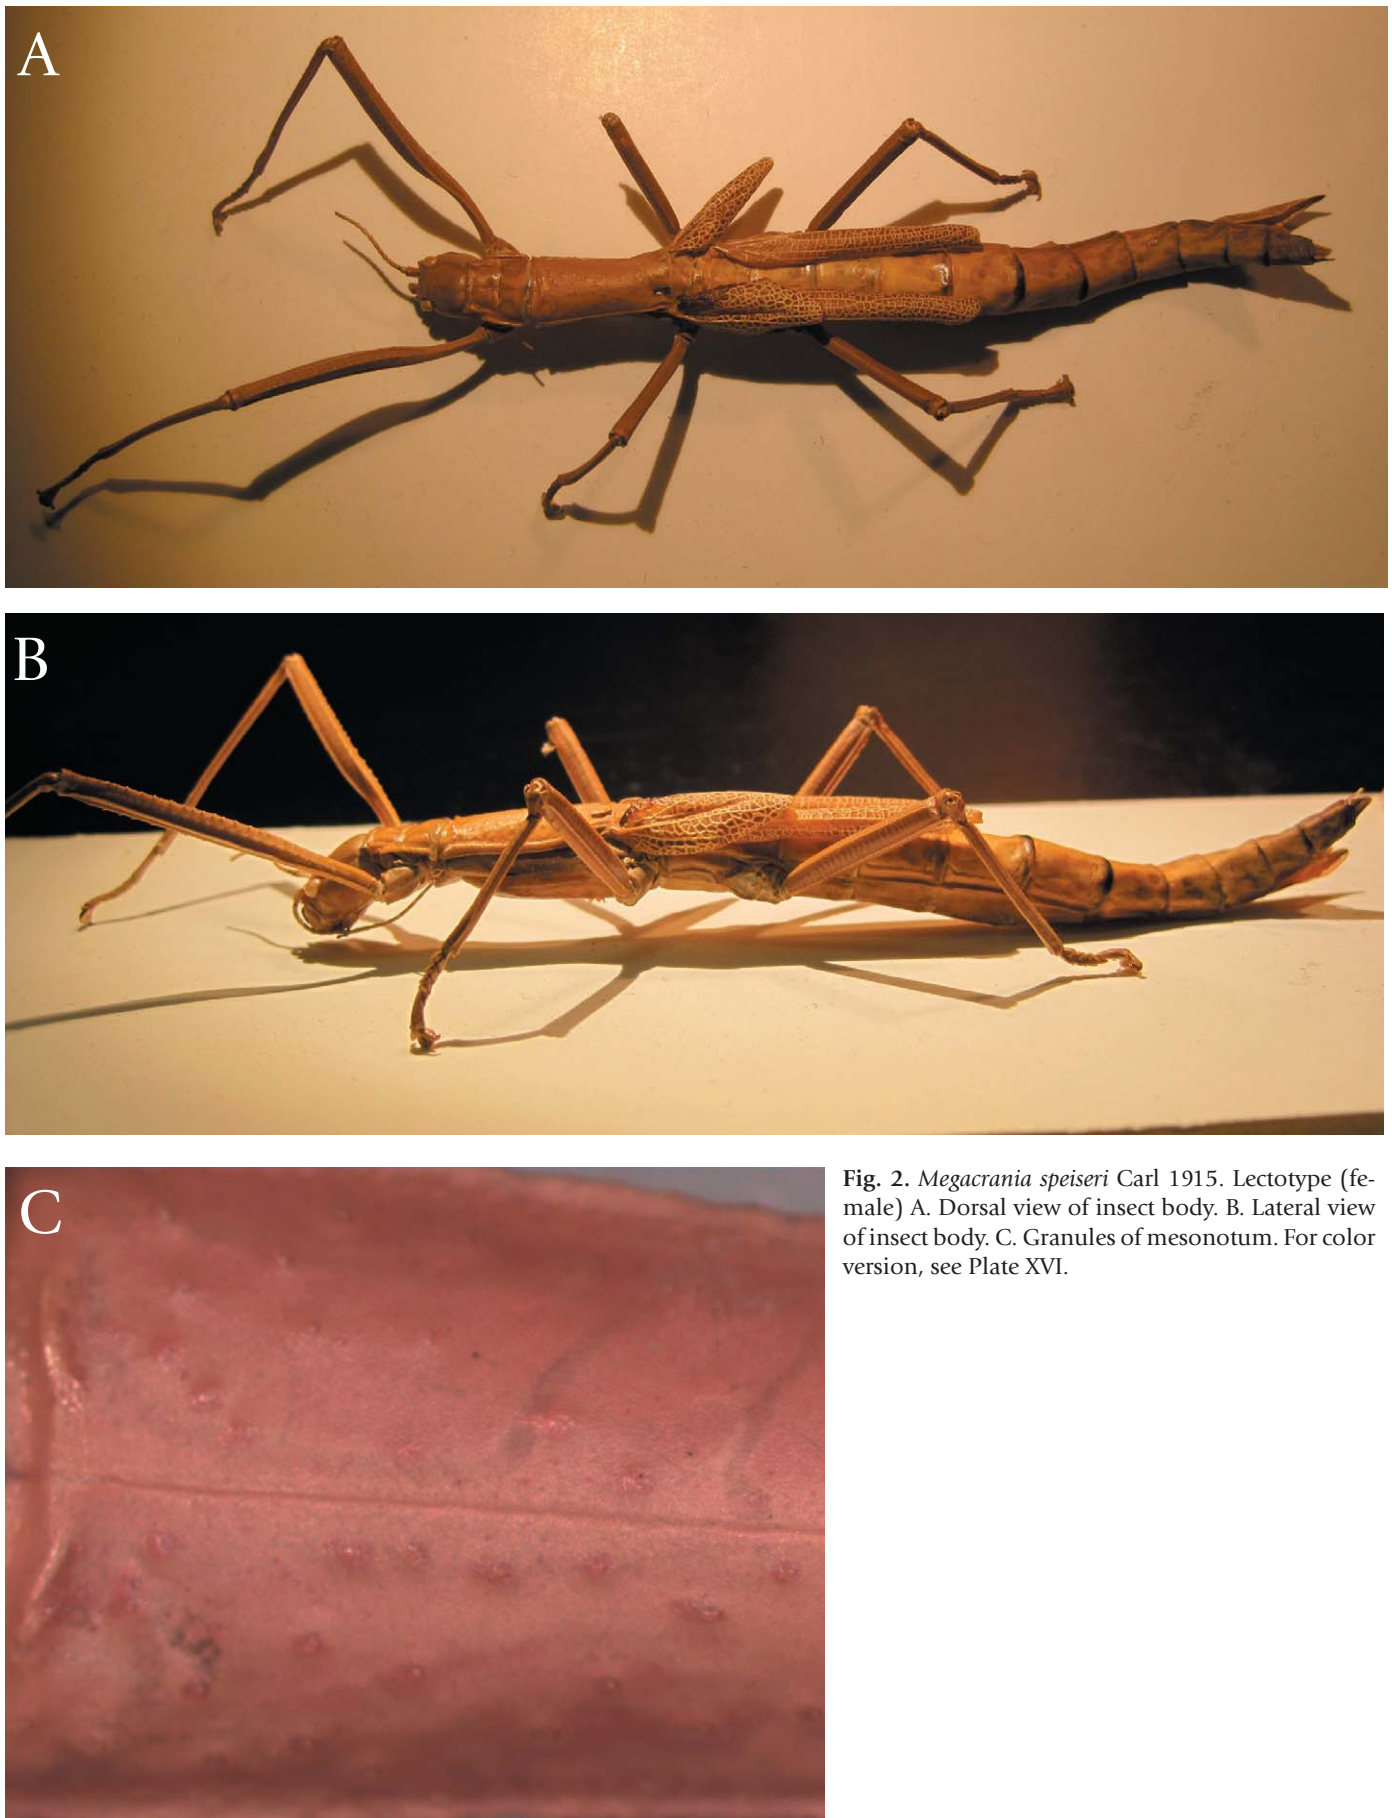 A
B
C
Fig. 2. Megacrania speiseri Carl 1915. Lectotype (fe-
male) A. Dorsal view of insect body. B. Lateral view
of insect body. C. Granules of mesonotum. For color
version, see Plate XVI.